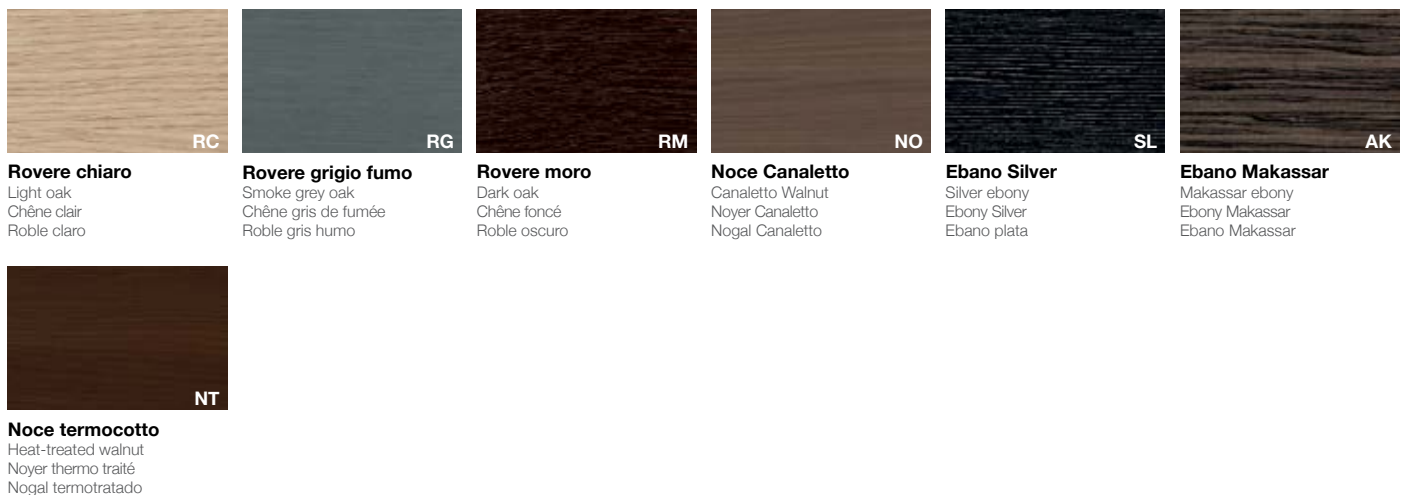 RC
Rovere chiaro
Light oak
Chêne clair
Roble claro
RG
Rovere grigio fumo
Smoke grey oak
Chêne gris de fumée
Roble gris humo
RM
Rovere moro
Dark oak
Chêne foncé
Roble oscuro
NO
Noce Canaletto
Canaletto Walnut
Noyer Canaletto
Nogal Canaletto
SL
Ebano Silver
Silver ebony
Ebony Silver
Ebano plata
AK
Ebano Makassar
Makassar ebony
Ebony Makassar
Ebano Makassar
NT
Noce termocotto
Heat-treated walnut
Noyer thermo traité
Nogal termotratado